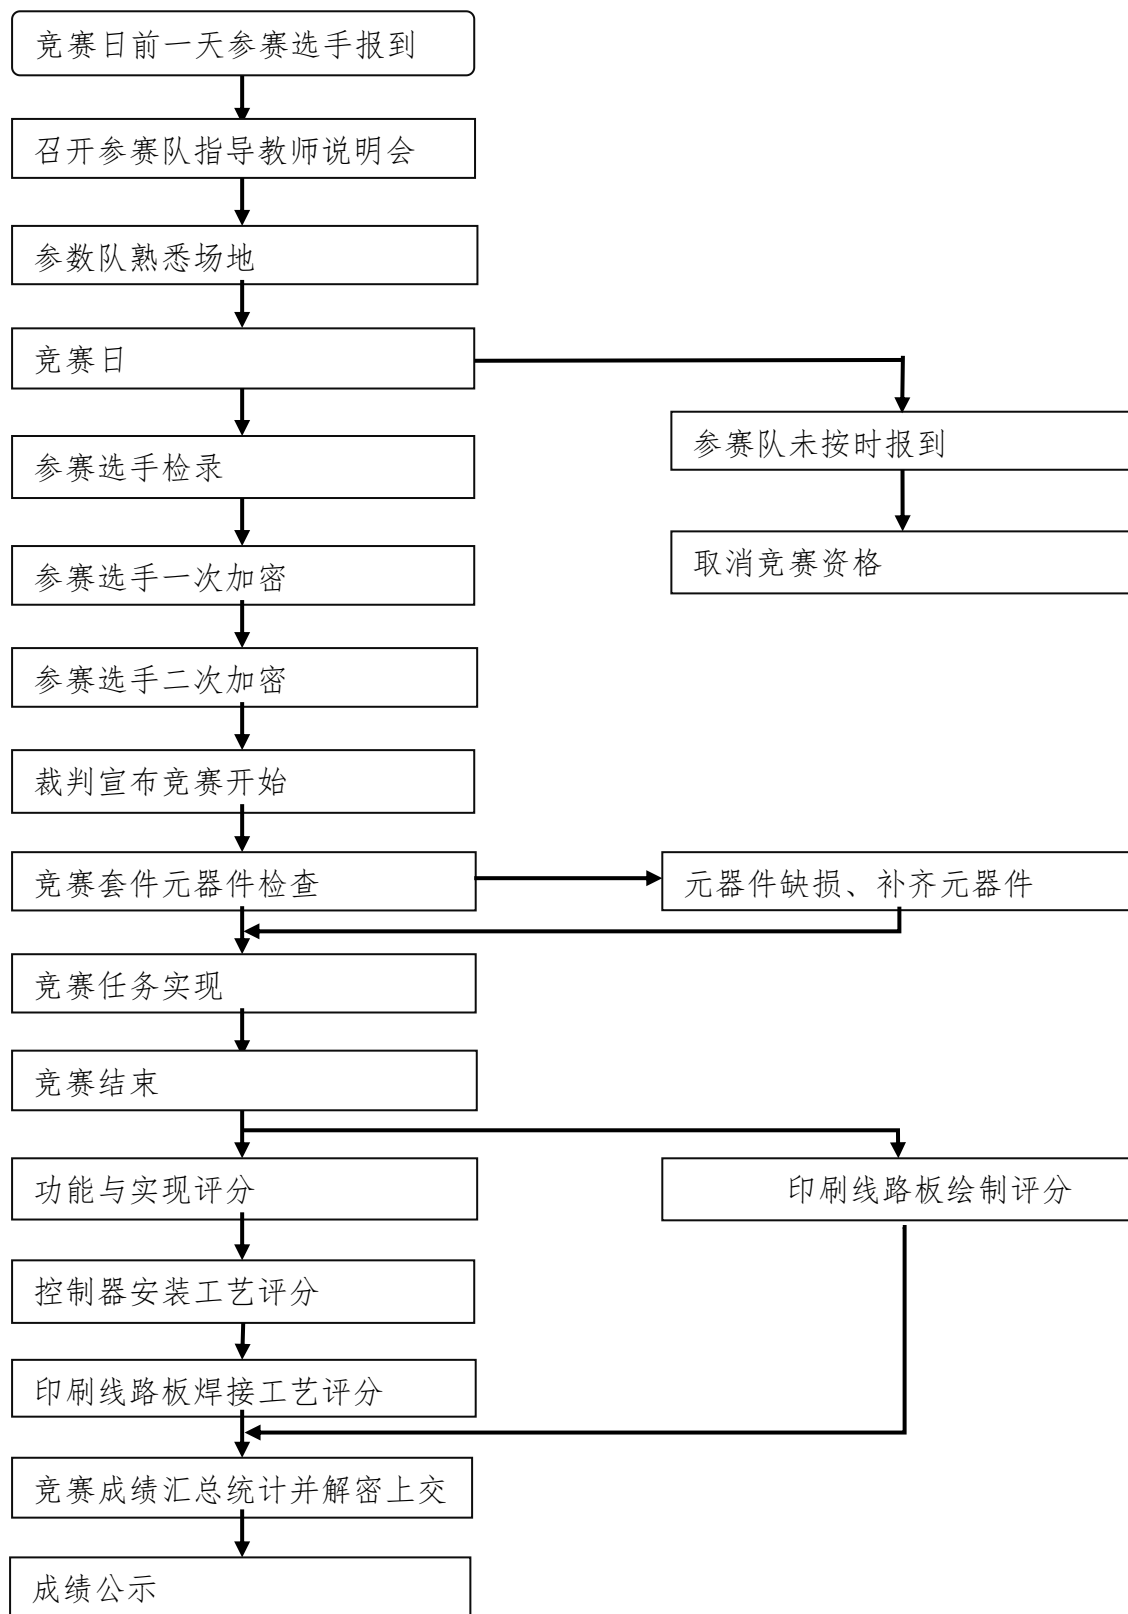 竞赛日前一天参赛选手报到
召开参赛队指导教师说明会
参数队熟悉场地
竞赛日
参赛队未按时报到
参赛选手检录
取消竞赛资格
参赛选手一次加密
参赛选手二次加密
裁判宣布竞赛开始
竞赛套件元器件检查
元器件缺损、补齐元器件
竞赛任务实现
竞赛结束
功能与实现评分
印刷线路板绘制评分
控制器安装工艺评分
印刷线路板焊接工艺评分
竞赛成绩汇总统计并解密上交
成绩公示